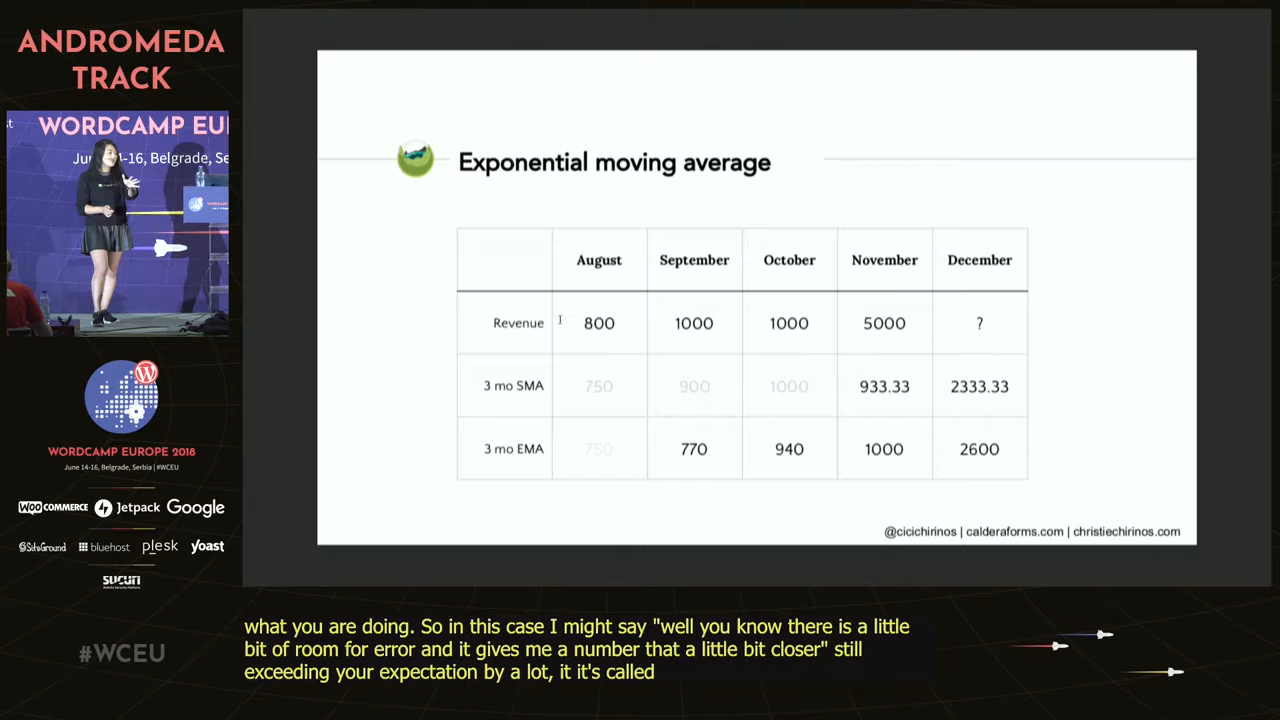 ANDROMEDA
TRACK
st
WORDCAMP EU
June 14-16, Belgrade, Se
WORDCAMP EUROPE 2018
June 14-16, Belgrade, Serbia | #WCEU
WOO COMMERCE
Jetpack
Google
SiteGround
bluehost
plesk
yoast
SUCURI
#WCEU
Exponential moving average
August September October November December
Revenue 800 1000 1000 5000 ?
3 mo SMA 750 900 1000 933.33 2333.33
3 mo EMA 750 770 940 1000 2600
@cicichirinos | calderaforms.com | christiechirinos.com
what you are doing. So in this case I might say "well you know there is a little
bit of room for error and it gives me a number that a little bit closer" still
exceeding your expectation by a lot, it it's called